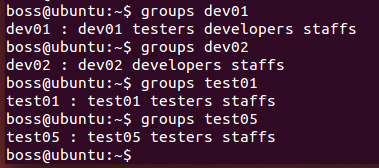 boss@ubuntu:~$ groups dev01
dev01 : dev01 testers developers staffs
boss@ubuntu:~$ groups dev02
dev02 : dev02 developers staffs
boss@ubuntu:~$ groups test01
test01 : test01 testers staffs
boss@ubuntu:~$ groups test05
test05 : test05 testers staffs
boss@ubuntu:~$